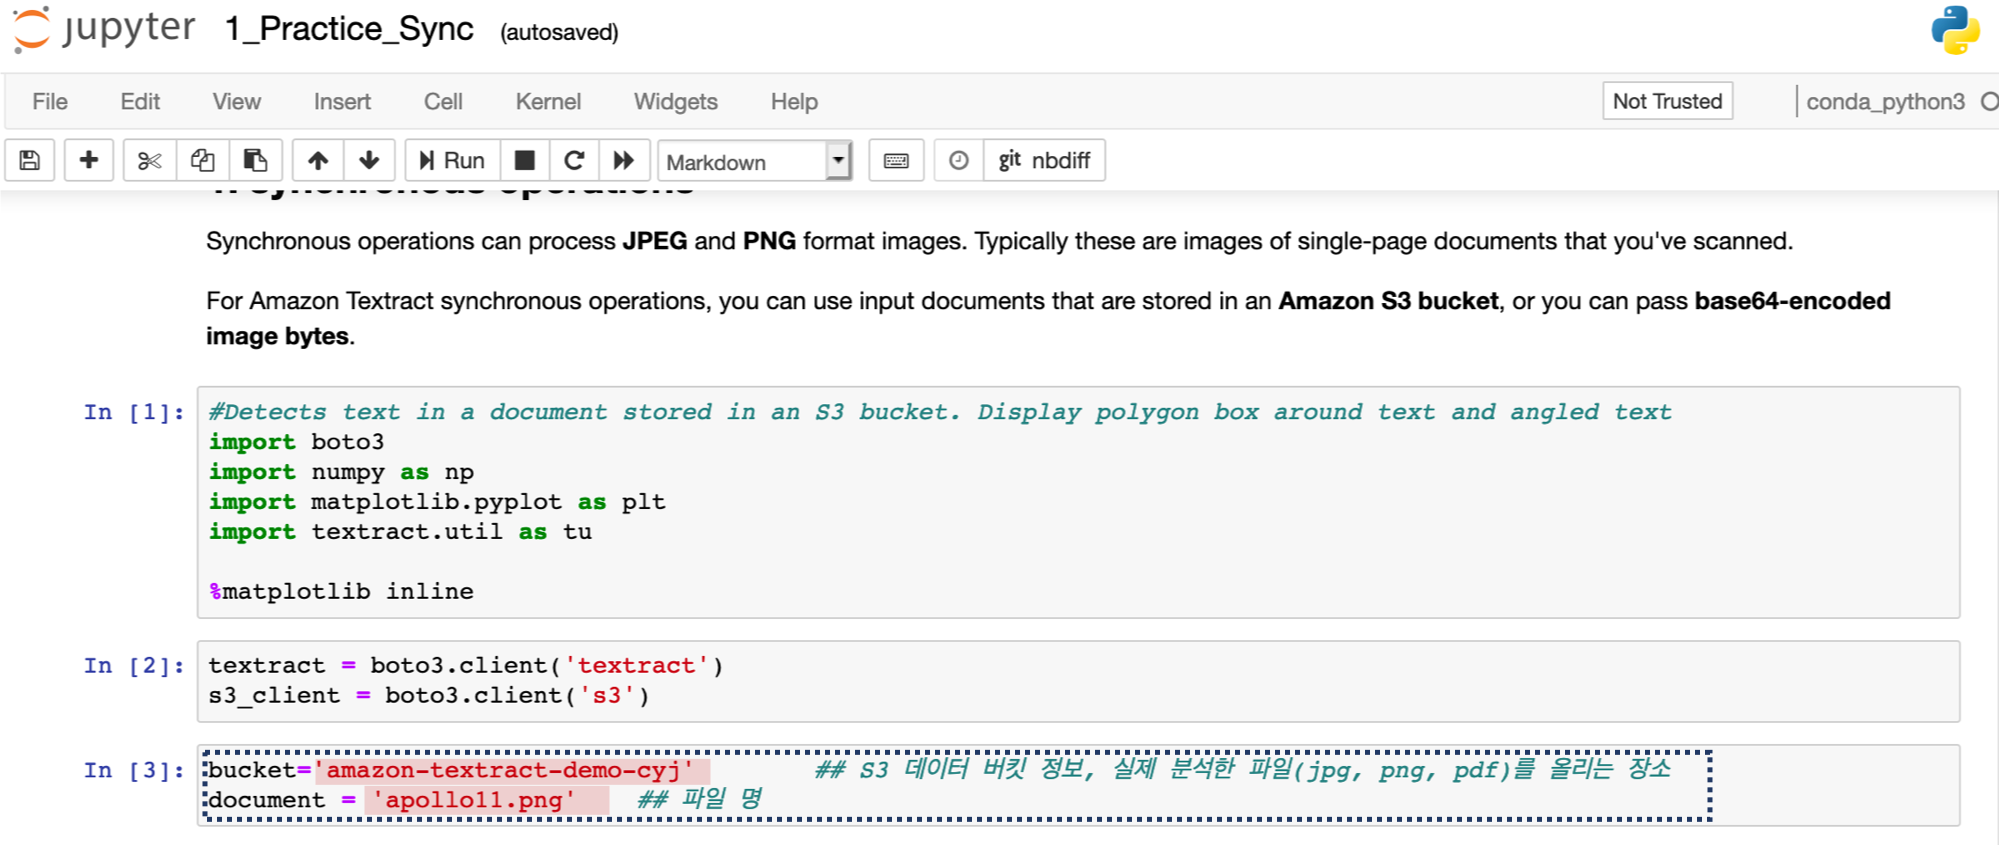 jupyter 1_Practice_Sync (autosaved)
File Edit View Insert Cell Kernel Widgets Help Not Trusted conda_python3
Run Markdown git nbdiff
1. Synchronous operations
Synchronous operations can process JPEG and PNG format images. Typically these are images of single-page documents that you've scanned.
For Amazon Textract synchronous operations, you can use input documents that are stored in an Amazon S3 bucket, or you can pass base64-encoded
image bytes.
In [1]: #Detects text in a document stored in an S3 bucket. Display polygon box around text and angled text
import boto3
import numpy as np
import matplotlib.pyplot as plt
import textract.util as tu
%matplotlib inline
In [2]: textract = boto3.client('textract')
s3_client = boto3.client('s3')
In [3]: bucket='amazon-textract-demo-cyj' ## S3 데이터 버킷 정보, 실제 분석한 파일(jpg, png, pdf)를 올리는 장소
document = 'apollo11.png' ## 파일 명